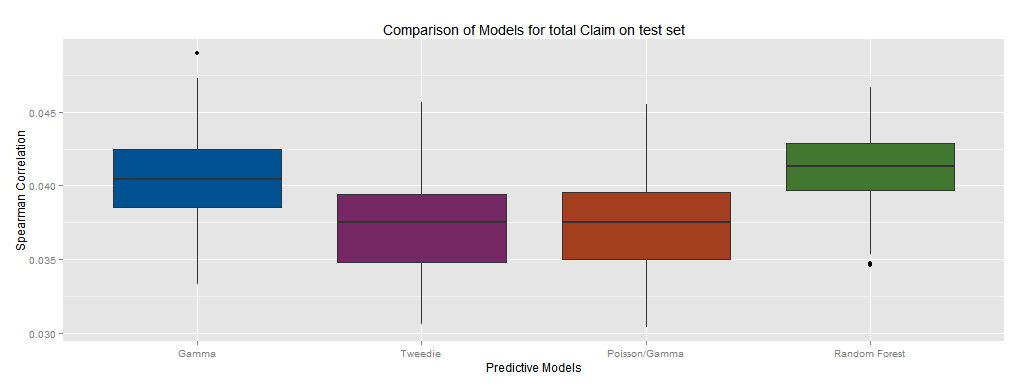 Comparison of Models for total Claim on test set
Spearman Correlation
0.045
0.040
0.035
0.030
Gamma
Tweedie
Poisson/Gamma
Random Forest
Predictive Models